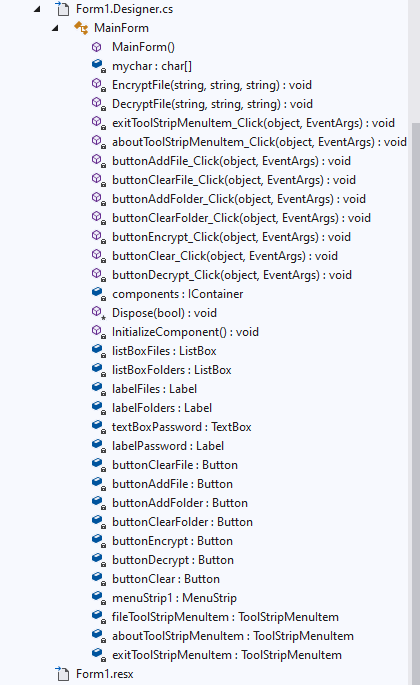 Form1.Designer.cs
MainForm
MainForm()
mychar : char[]
EncryptFile(string, string, string) : void
DecryptFile(string, string, string) : void
exitToolStripMenuItem_Click(object, EventArgs) : void
aboutToolStripMenuItem_Click(object, EventArgs) : void
buttonAddFile_Click(object, EventArgs) : void
buttonClearFile_Click(object, EventArgs) : void
buttonAddFolder_Click(object, EventArgs) : void
buttonClearFolder_Click(object, EventArgs) : void
buttonEncrypt_Click(object, EventArgs) : void
buttonClear_Click(object, EventArgs) : void
buttonDecrypt_Click(object, EventArgs) : void
components : IContainer
Dispose(bool) : void
InitializeComponent() : void
listBoxFiles : ListBox
listBoxFolders : ListBox
labelFiles : Label
labelFolders : Label
textBoxPassword : TextBox
labelPassword : Label
buttonClearFile : Button
buttonAddFile : Button
buttonAddFolder : Button
buttonClearFolder : Button
buttonEncrypt : Button
buttonDecrypt : Button
buttonClear : Button
menuStrip1 : MenuStrip
fileToolStripMenuItem : ToolStripMenuItem
aboutToolStripMenuItem : ToolStripMenuItem
exitToolStripMenuItem : ToolStripMenuItem
Form1.resx